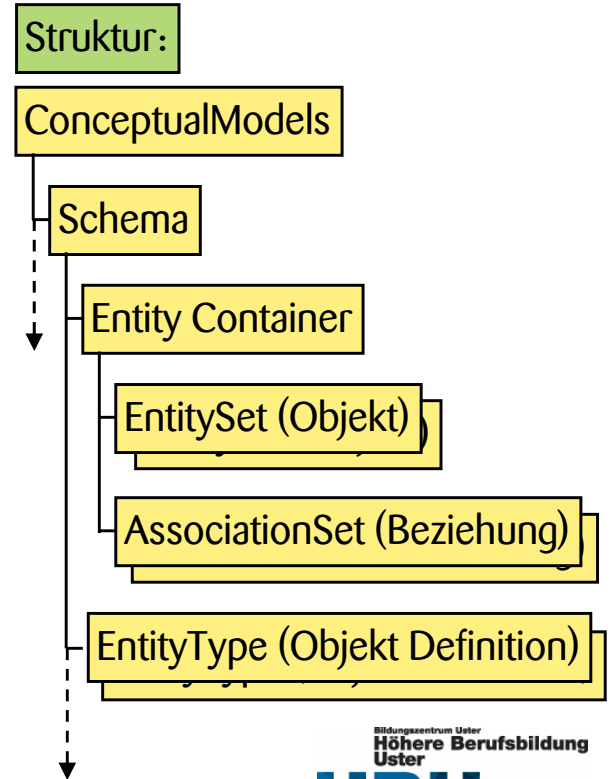 Struktur:
ConceptualModels
Schema
Entity Container
EntitySet (Objekt)
AssociationSet (Beziehung)
EntityType (Objekt Definition)
Bildungszentrum Uster
Höhere Berufsbildung
Uster